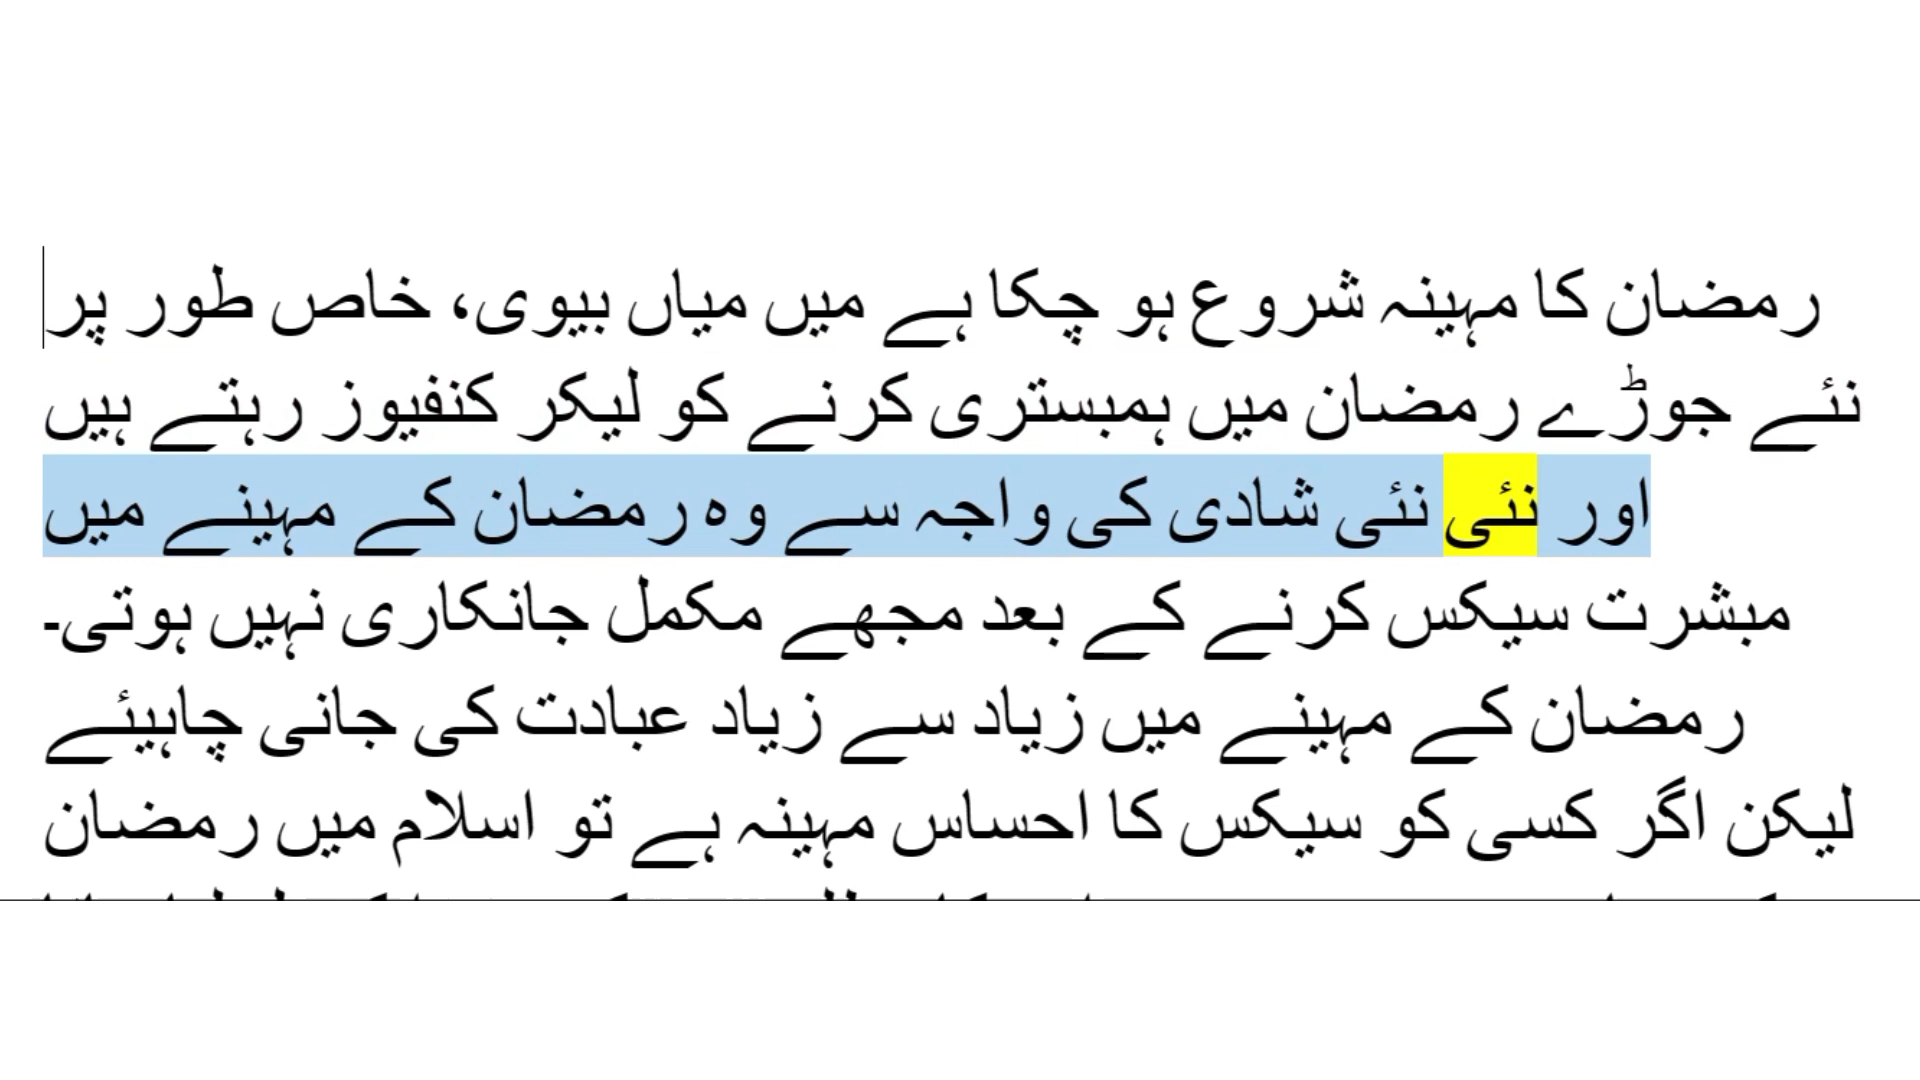 رمضان کا مہینہ شروع ہو چکا ہے میں میاں بیوی، خاص طور پر
نئے جوڑے رمضان میں ہمبستری کرنے کو لیکر کنفیوز رہتے ہیں
اور نئی نئی شادی کی واجہ سے وہ رمضان کے مہینے میں
مبشرت سیکس کرنے کے بعد مجھے مکمل جانکاری نہیں ہوتی۔
رمضان کے مہینے میں زیاد سے زیاد عبادت کی جانی چاہیئے
لیکن اگر کسی کو سیکس کا احساس مہینہ ہے تو اسلام میں رمضان